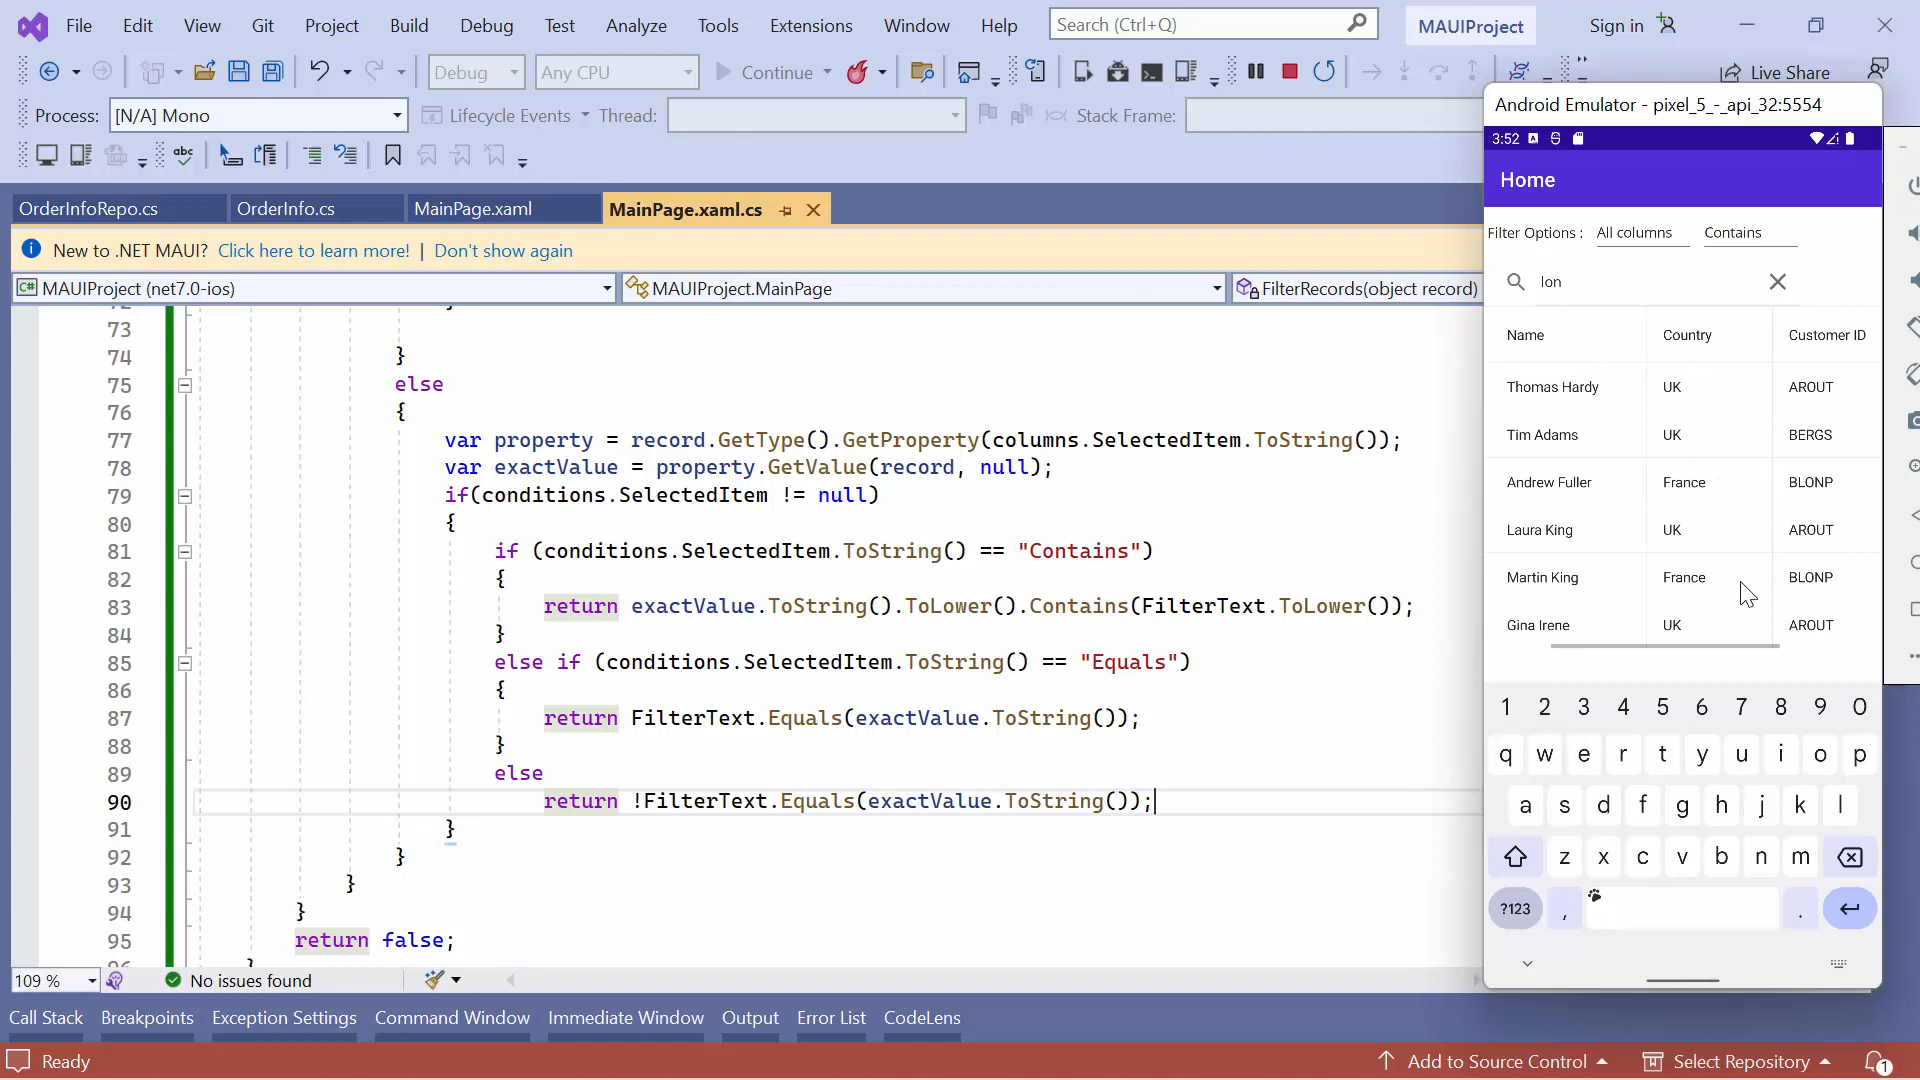 File Edit View Git Project Build Debug Test Analyze Tools Extensions Window Help Search (Ctrl+Q) MAUIProject Sign in
Debug Any CPU Continue Live Share
Process: [N/A] Mono Lifecycle Events Thread: Stack Frame:
abc
OrderInfoRepo.cs OrderInfo.cs MainPage.xaml MainPage.xaml.cs
New to .NET MAUI? Click here to learn more! | Don't show again
C# MAUIProject (net7.0-ios) MAUIProject.MainPage FilterRecords(object record)
73
74 }
75 else
76 {
77 var property = record.GetType().GetProperty(columns.SelectedItem.ToString());
78 var exactValue = property.GetValue(record, null);
79 if(conditions.SelectedItem != null)
80 {
81 if (conditions.SelectedItem.ToString() == "Contains")
82 {
83 return exactValue.ToString().ToLower().Contains(FilterText.ToLower());
84 }
85 else if (conditions.SelectedItem.ToString() == "Equals")
86 {
87 return FilterText.Equals(exactValue.ToString());
88 }
89 else
90 return !FilterText.Equals(exactValue.ToString());
91 }
92 }
93 }
94 }
95 return false;
109 % No issues found
Call Stack Breakpoints Exception Settings Command Window Immediate Window Output Error List CodeLens
Ready Add to Source Control Select Repository 1
Android Emulator - pixel_5_-_api_32:5554
3:52
Home
Filter Options : All columns Contains
lon
Name Country Customer ID
Thomas Hardy UK AROUT
Tim Adams UK BERGS
Andrew Fuller France BLONP
Laura King UK AROUT
Martin King France BLONP
Gina Irene UK AROUT
1 2 3 4 5 6 7 8 9 0
q w e r t y u i o p
a s d f g h j k l
z x c v b n m
?123 , .